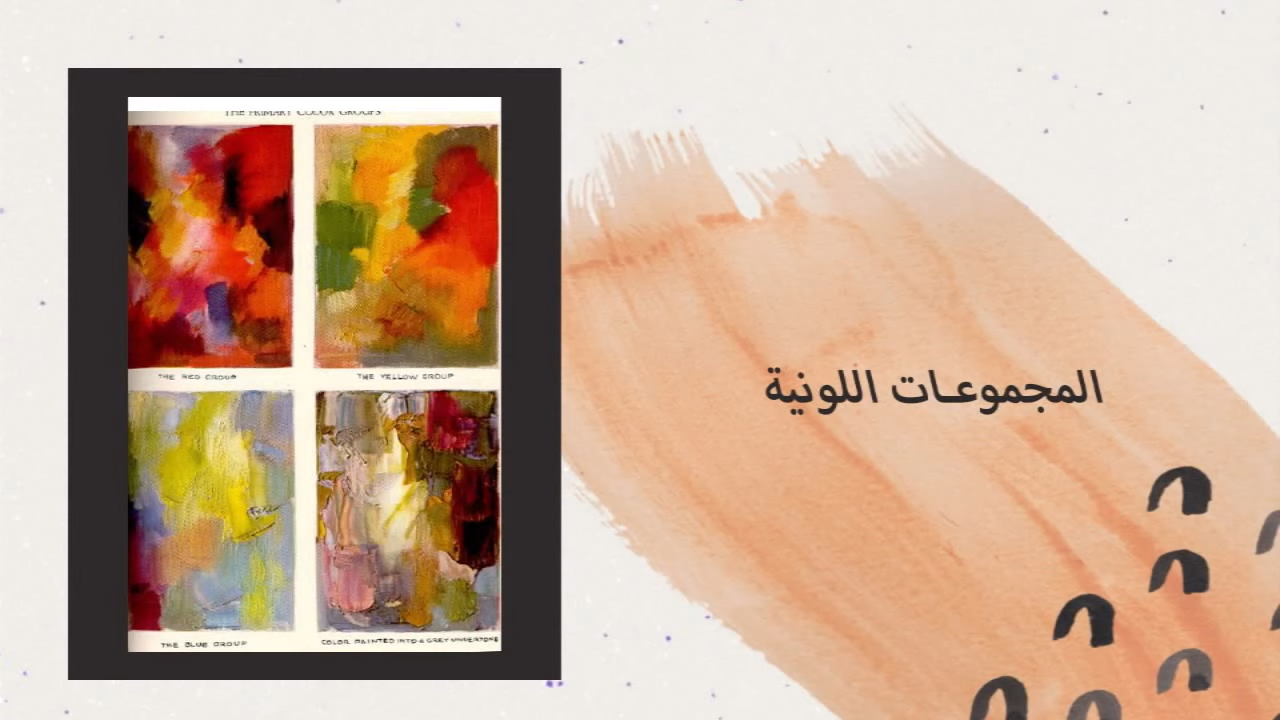 THE PRIMARY COLOR GROUPS
THE RED GROUP
THE YELLOW GROUP
THE BLUE GROUP
COLOR PAINTED INTO A GREY UNDERTONE
المجموعـات اللونية